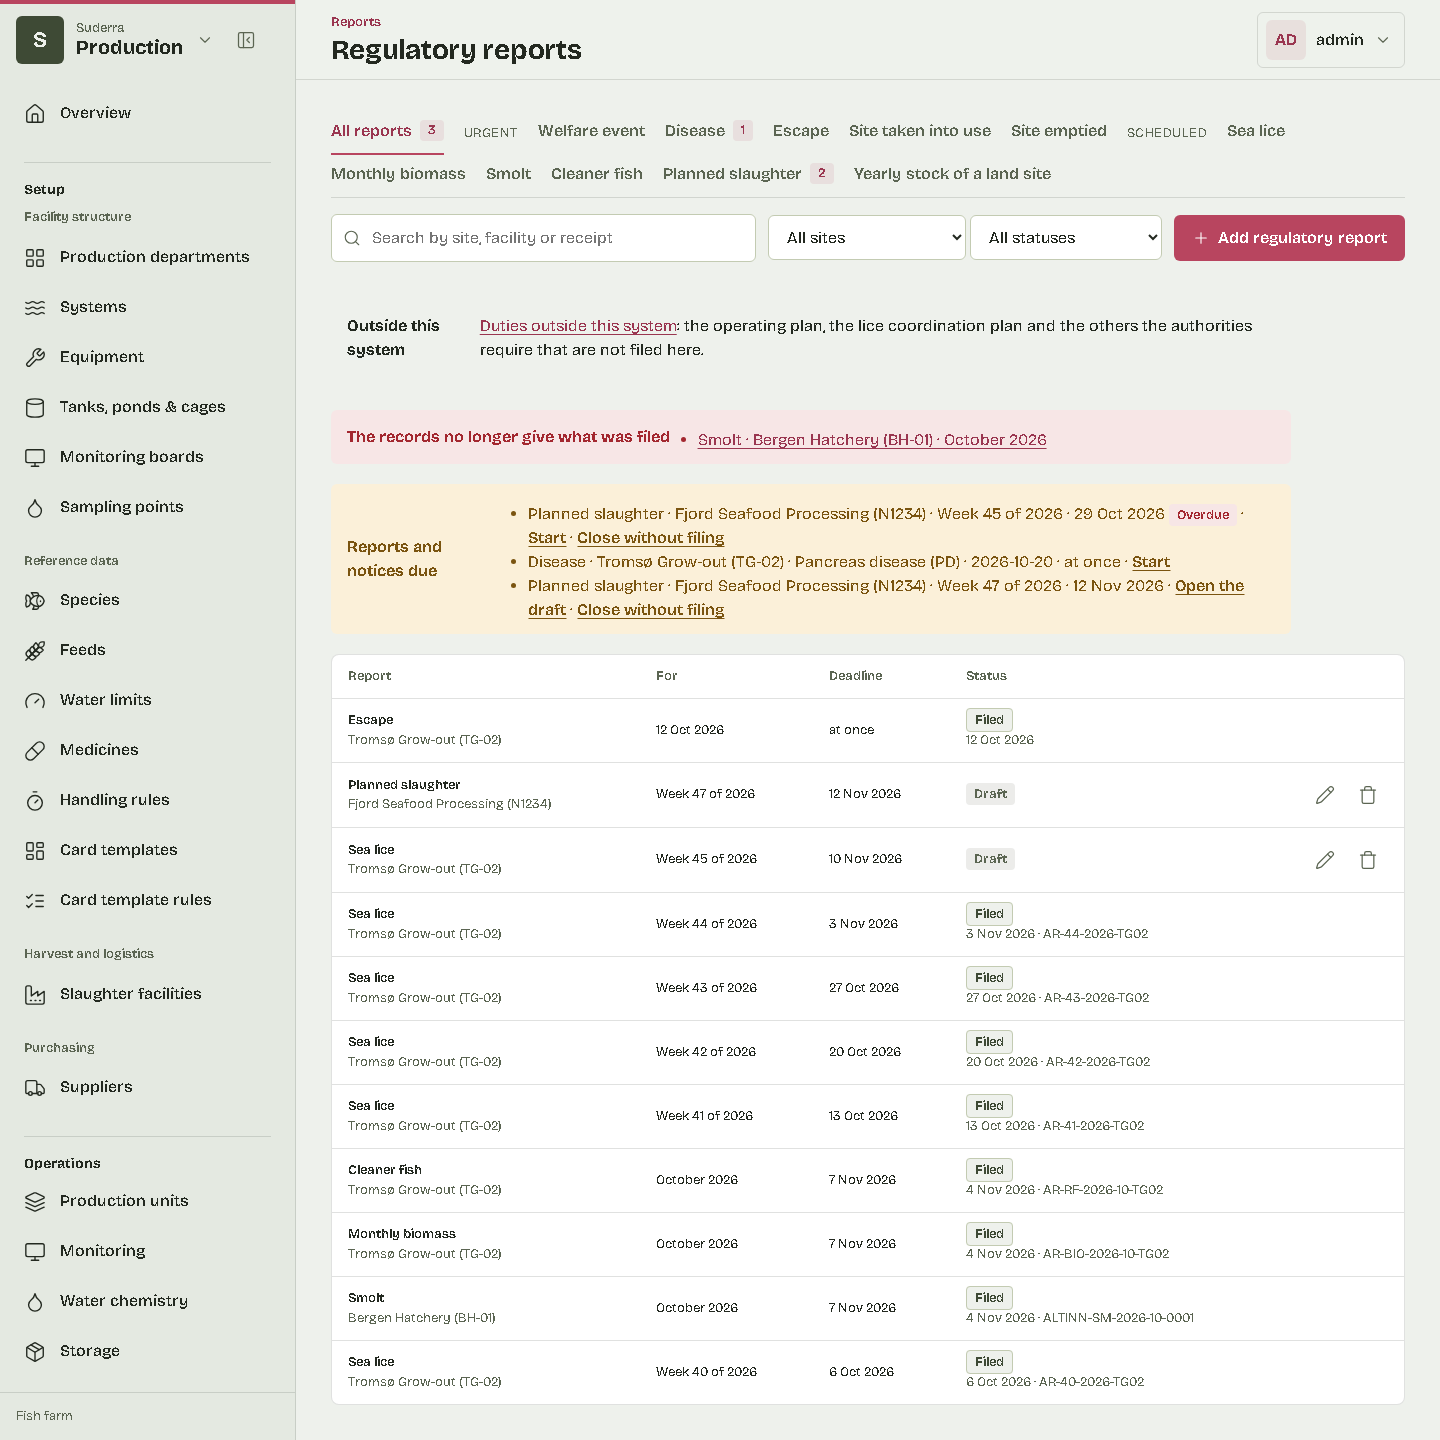 S
Suderra
Production
Overview
Setup
Facility structure
Production departments
Systems
Equipment
Tanks, ponds & cages
Monitoring boards
Sampling points
Reference data
Species
Feeds
Water limits
Medicines
Handling rules
Card templates
Card template rules
Harvest and logistics
Slaughter facilities
Purchasing
Suppliers
Operations
Production units
Monitoring
Water chemistry
Storage
Fish farm
Reports
Regulatory reports
AD admin
All reports 3 URGENT Welfare event Disease 1 Escape Site taken into use Site emptied SCHEDULED Sea lice
Monthly biomass Smolt Cleaner fish Planned slaughter 2 Yearly stock of a land site
Search by site, facility or receipt
All sites
All statuses
Add regulatory report
Outside this system
Duties outside this system: the operating plan, the lice coordination plan and the others the authorities
require that are not filed here.
The records no longer give what was filed • Smolt · Bergen Hatchery (BH-01) · October 2026
Reports and notices due
• Planned slaughter · Fjord Seafood Processing (N1234) · Week 45 of 2026 · 29 Oct 2026 Overdue ·
Start · Close without filing
• Disease · Tromsø Grow-out (TG-02) · Pancreas disease (PD) · 2026-10-20 · at once · Start
• Planned slaughter · Fjord Seafood Processing (N1234) · Week 47 of 2026 · 12 Nov 2026 · Open the
draft · Close without filing
Report For Deadline Status
Escape
Tromsø Grow-out (TG-02)
12 Oct 2026
at once
Filed
12 Oct 2026
Planned slaughter
Fjord Seafood Processing (N1234)
Week 47 of 2026
12 Nov 2026
Draft
Sea lice
Tromsø Grow-out (TG-02)
Week 45 of 2026
10 Nov 2026
Draft
Sea lice
Tromsø Grow-out (TG-02)
Week 44 of 2026
3 Nov 2026
Filed
3 Nov 2026 · AR-44-2026-TG02
Sea lice
Tromsø Grow-out (TG-02)
Week 43 of 2026
27 Oct 2026
Filed
27 Oct 2026 · AR-43-2026-TG02
Sea lice
Tromsø Grow-out (TG-02)
Week 42 of 2026
20 Oct 2026
Filed
20 Oct 2026 · AR-42-2026-TG02
Sea lice
Tromsø Grow-out (TG-02)
Week 41 of 2026
13 Oct 2026
Filed
13 Oct 2026 · AR-41-2026-TG02
Cleaner fish
Tromsø Grow-out (TG-02)
October 2026
7 Nov 2026
Filed
4 Nov 2026 · AR-RF-2026-10-TG02
Monthly biomass
Tromsø Grow-out (TG-02)
October 2026
7 Nov 2026
Filed
4 Nov 2026 · AR-BIO-2026-10-TG02
Smolt
Bergen Hatchery (BH-01)
October 2026
7 Nov 2026
Filed
4 Nov 2026 · ALTINN-SM-2026-10-0001
Sea lice
Tromsø Grow-out (TG-02)
Week 40 of 2026
6 Oct 2026
Filed
6 Oct 2026 · AR-40-2026-TG02